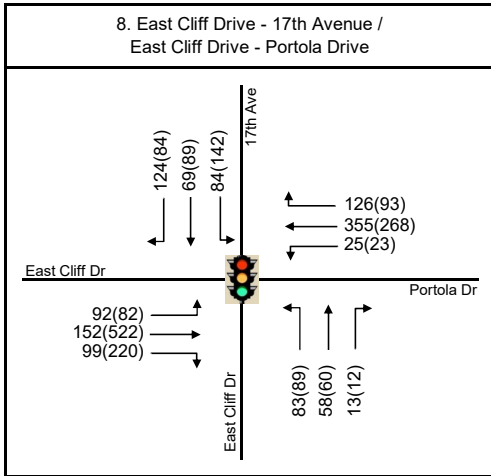 8. East Cliff Drive - 17th Avenue /
East Cliff Drive - Portola Drive
17th Ave
124(84)
69(89)
84(142)
126(93)
355(268)
25(23)
East Cliff Dr
Portola Dr
92(82)
152(522)
99(220)
East Cliff Dr
83(89)
58(60)
13(12)